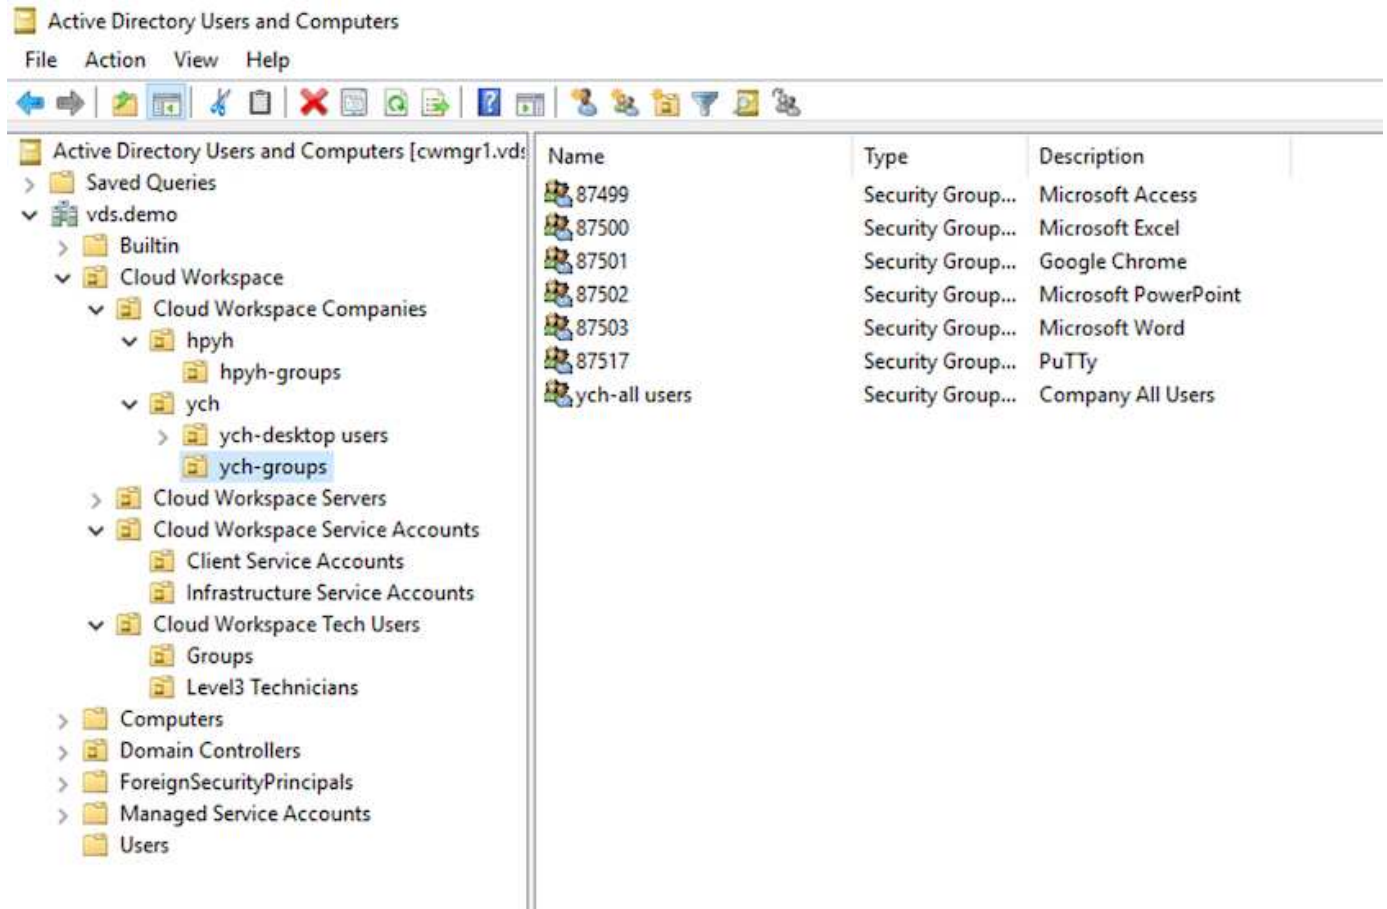 Active Directory Users and Computers
File Action View Help
Active Directory Users and Computers [cwmgr1.vds
Saved Queries
vds.demo
Builtin
Cloud Workspace
Cloud Workspace Companies
hpyh
hpyh-groups
ych
ych-desktop users
ych-groups
Cloud Workspace Servers
Cloud Workspace Service Accounts
Client Service Accounts
Infrastructure Service Accounts
Cloud Workspace Tech Users
Groups
Level3 Technicians
Computers
Domain Controllers
ForeignSecurityPrincipals
Managed Service Accounts
Users
Name Type Description
87499 Security Group... Microsoft Access
87500 Security Group... Microsoft Excel
87501 Security Group... Google Chrome
87502 Security Group... Microsoft PowerPoint
87503 Security Group... Microsoft Word
87517 Security Group... PuTTy
ych-all users Security Group... Company All Users